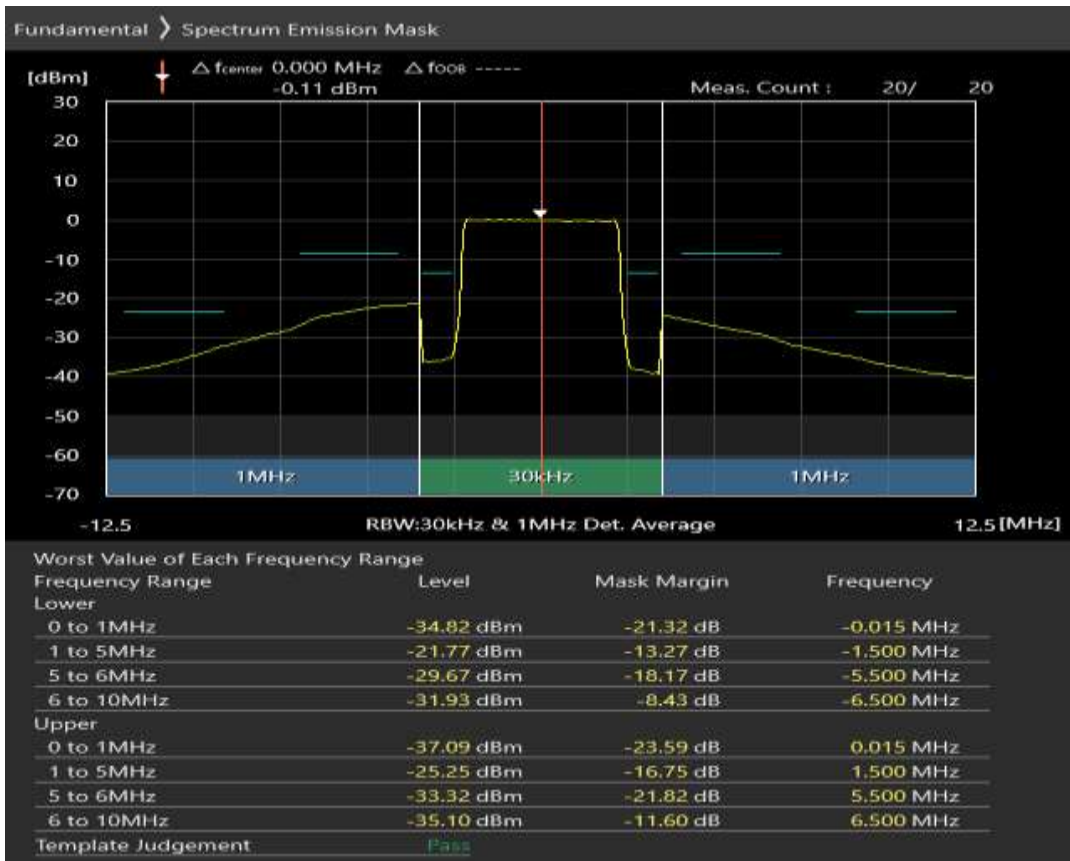 Fundamental ❯ Spectrum Emission Mask
△ fcenter 0.000 MHz △ fOOB -----
[dBm] -0.11 dBm Meas. Count : 20/ 20
30
20
10
0
-10
-20
-30
-40
-50
-60
1MHz 30kHz 1MHz
-70
-12.5 RBW:30kHz & 1MHz Det. Average 12.5 [MHz]
Worst Value of Each Frequency Range
Frequency Range Level Mask Margin Frequency
Lower
0 to 1MHz -34.82 dBm -21.32 dB -0.015 MHz
1 to 5MHz -21.77 dBm -13.27 dB -1.500 MHz
5 to 6MHz -29.67 dBm -18.17 dB -5.500 MHz
6 to 10MHz -31.93 dBm -8.43 dB -6.500 MHz
Upper
0 to 1MHz -37.09 dBm -23.59 dB 0.015 MHz
1 to 5MHz -25.25 dBm -16.75 dB 1.500 MHz
5 to 6MHz -33.32 dBm -21.82 dB 5.500 MHz
6 to 10MHz -35.10 dBm -11.60 dB 6.500 MHz
Template Judgement Pass